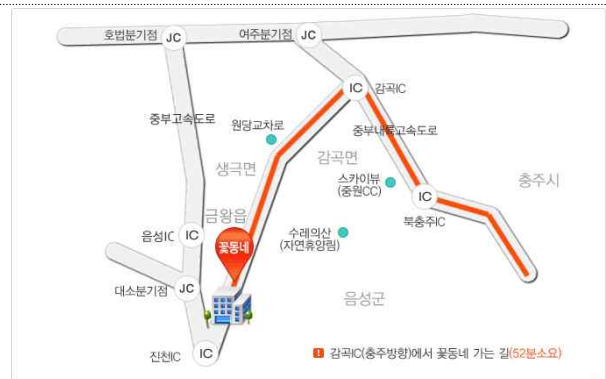 호법분기점
JC
여주분기점
JC
IC
감곡IC
중부고속도로
원당교차로
중부내륙고속도로
생극면
감곡면
스카이뷰
(중원CC)
충주시
IC
북충주IC
금왕읍
음성IC
IC
꽃동네
수레의산
(자연휴양림)
대소분기점
JC
음성군
진천IC
IC
! 감곡IC(충주방향)에서 꽃동네 가는 길(52분소요)